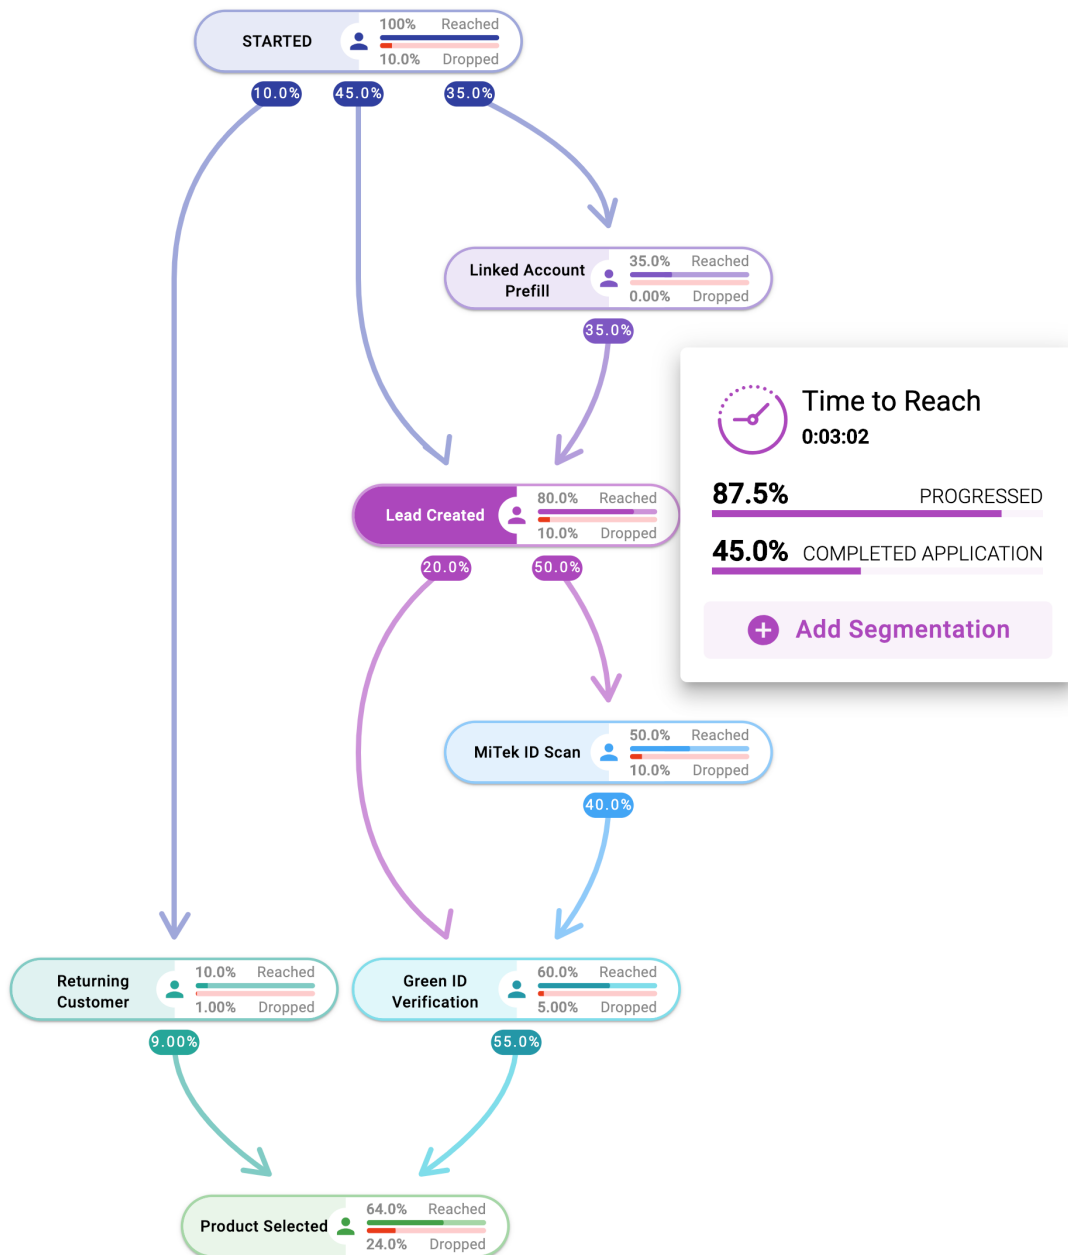 STARTED
100% Reached
10.0% Dropped
10.0%
45.0%
35.0%
Linked Account
Prefill
35.0% Reached
0.00% Dropped
35.0%
Time to Reach
0:03:02
87.5% PROGRESSED
45.0% COMPLETED APPLICATION
Add Segmentation
Lead Created
80.0% Reached
10.0% Dropped
20.0%
50.0%
MiTek ID Scan
50.0% Reached
10.0% Dropped
40.0%
Returning
Customer
10.0% Reached
1.00% Dropped
9.00%
Green ID
Verification
60.0% Reached
5.00% Dropped
55.0%
Product Selected
64.0% Reached
24.0% Dropped